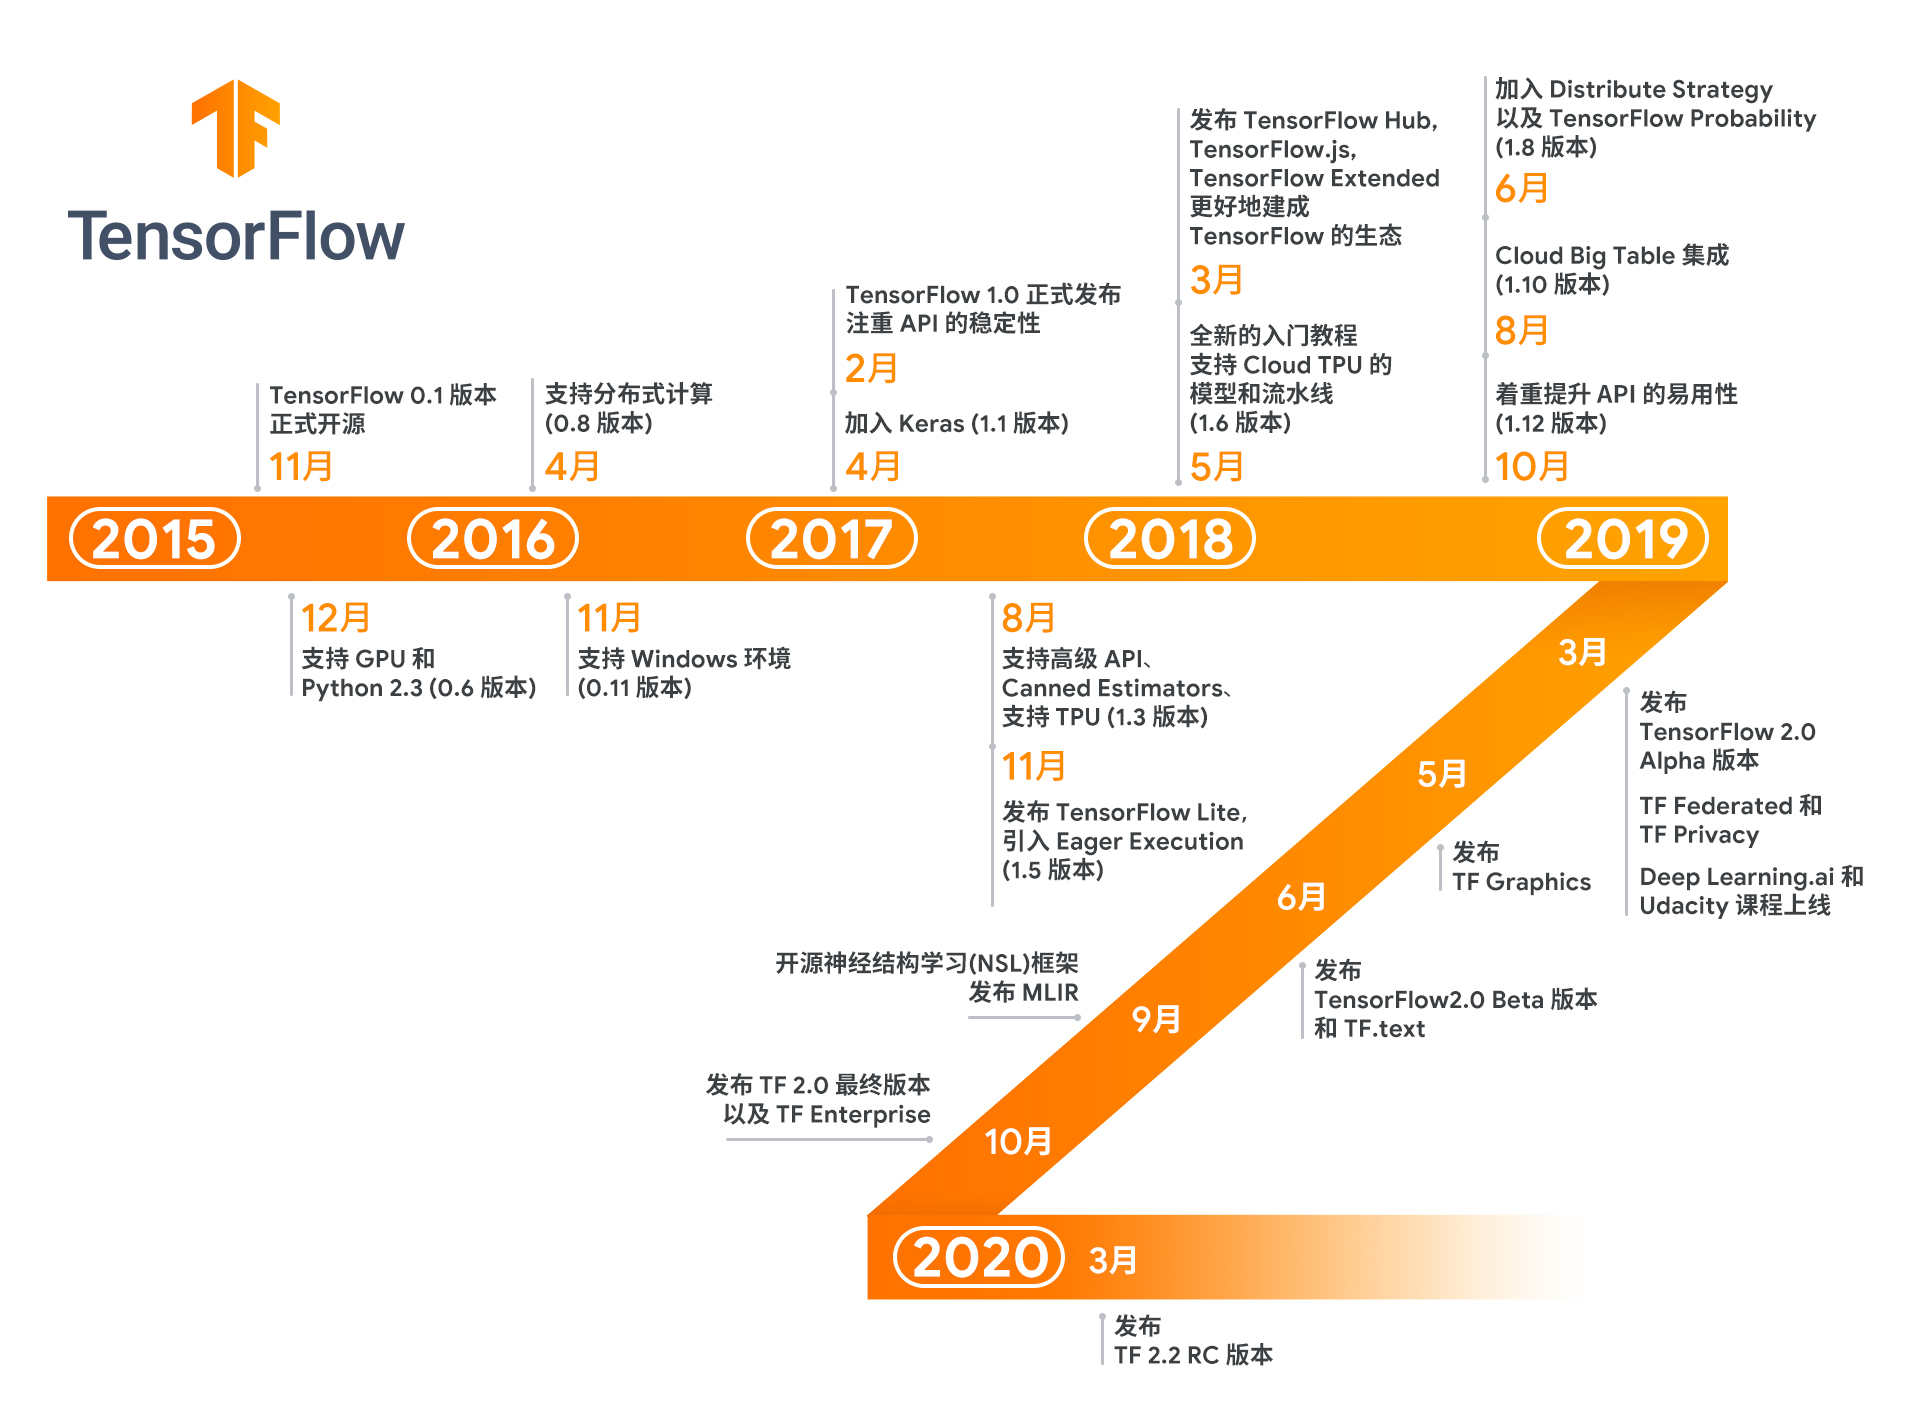 TensorFlow
TensorFlow 0.1 版本
正式开源
11月
支持分布式计算
(0.8 版本)
4月
TensorFlow 1.0 正式发布
注重 API 的稳定性
2月
加入 Keras (1.1 版本)
4月
发布 TensorFlow Hub,
TensorFlow.js,
TensorFlow Extended
更好地建成
TensorFlow 的生态
3月
全新的入门教程
支持 Cloud TPU 的
模型和流水线
(1.6 版本)
5月
加入 Distribute Strategy
以及 TensorFlow Probability
(1.8 版本)
6月
Cloud Big Table 集成
(1.10 版本)
8月
着重提升 API 的易用性
(1.12 版本)
10月
2015
2016
2017
2018
2019
12月
支持 GPU 和
Python 2.3 (0.6 版本)
11月
支持 Windows 环境
(0.11 版本)
8月
支持高级 API、
Canned Estimators、
支持 TPU (1.3 版本)
11月
发布 TensorFlow Lite,
引入 Eager Execution
(1.5 版本)
3月
发布
TensorFlow 2.0
Alpha 版本
TF Federated 和
TF Privacy
Deep Learning.ai 和
Udacity 课程上线
5月
发布
TF Graphics
6月
发布
TensorFlow2.0 Beta 版本
和 TF.text
开源神经结构学习(NSL)框架
发布 MLIR
9月
发布 TF 2.0 最终版本
以及 TF Enterprise
10月
2020
3月
发布
TF 2.2 RC 版本